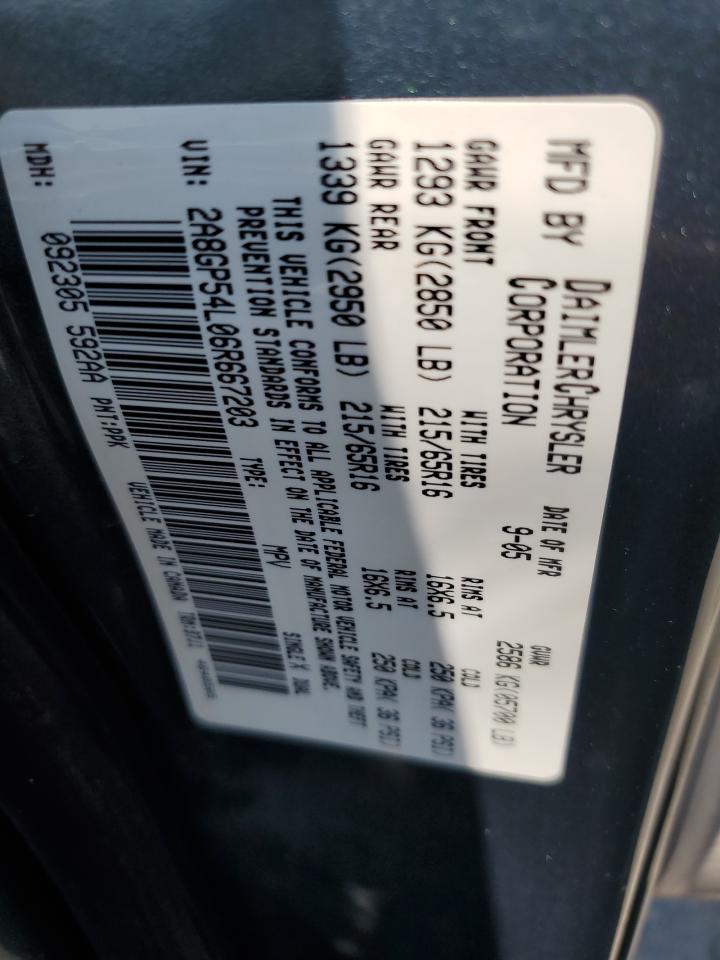 MFD BY DAIMLERCHRYSLER CORPORATION DATE OF MFR 9-05 GVWR 2586 KG(05700 LB)
GAWR FRONT WITH TIRES RIMS AT COLD
1293 KG(2850 LB) 215/65R16 16X6.5 250 KPA( 36 PSI)
GAWR REAR WITH TIRES RIMS AT COLD
1339 KG(2950 LB) 215/65R16 16X6.5 250 KPA( 36 PSI)
THIS VEHICLE CONFORMS TO ALL APPLICABLE FEDERAL MOTOR VEHICLE SAFETY AND THEFT
PREVENTION STANDARDS IN EFFECT ON THE DATE OF MANUFACTURE SHOWN ABOVE.
VIN: 2A8GP54L06R667203 TYPE: MPV SINGLE X DUAL
MDH: 092305 592AA PNT:PPK VEHICLE MADE IN CANADA